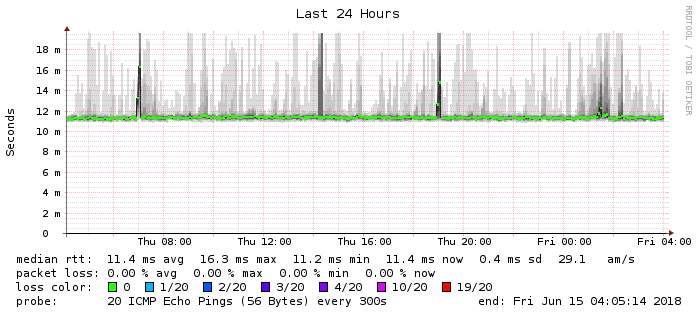 Last 24 Hours
RRDTOOL / TOBI OETIKER
Seconds
18 m
16 m
14 m
12 m
10 m
8 m
6 m
4 m
2 m
0
Thu 08:00 Thu 12:00 Thu 16:00 Thu 20:00 Fri 00:00 Fri 04:00
median rtt: 11.4 ms avg 16.3 ms max 11.2 ms min 11.4 ms now 0.4 ms sd 29.1 am/s
packet loss: 0.00 % avg 0.00 % max 0.00 % min 0.00 % now
loss color: 0 1/20 2/20 3/20 4/20 10/20 19/20
probe: 20 ICMP Echo Pings (56 Bytes) every 300s end: Fri Jun 15 04:05:14 2018